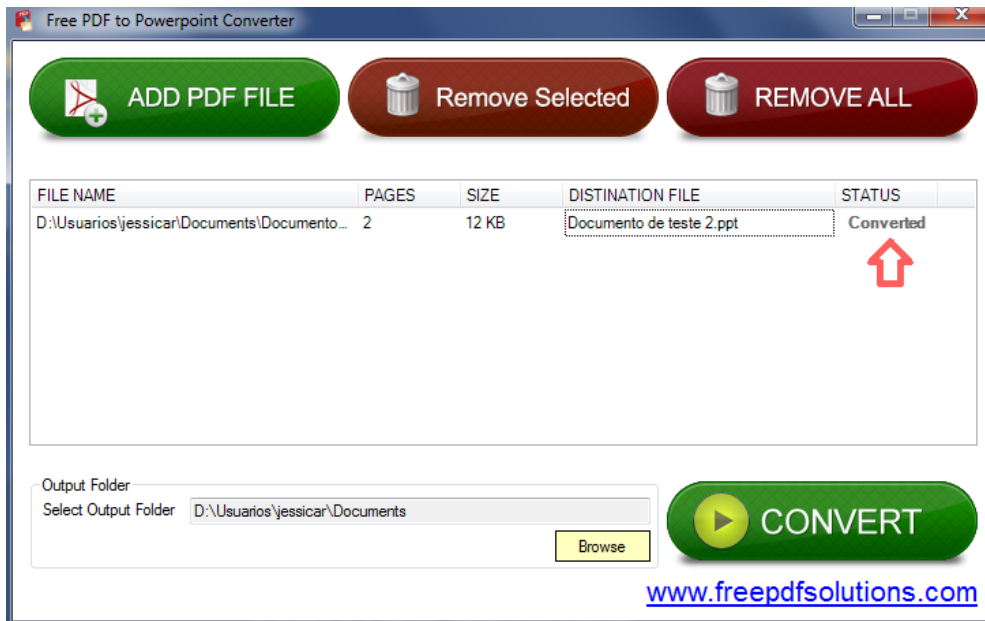 Free PDF to Powerpoint Converter
ADD PDF FILE Remove Selected REMOVE ALL
FILE NAME PAGES SIZE DISTINATION FILE STATUS
D:\Usuarios\jessicar\Documents\Documento... 2 12 KB Documento de teste 2.ppt Converted
Output Folder
Select Output Folder D:\Usuarios\jessicar\Documents
CONVERT
Browse
www.freepdfsolutions.com